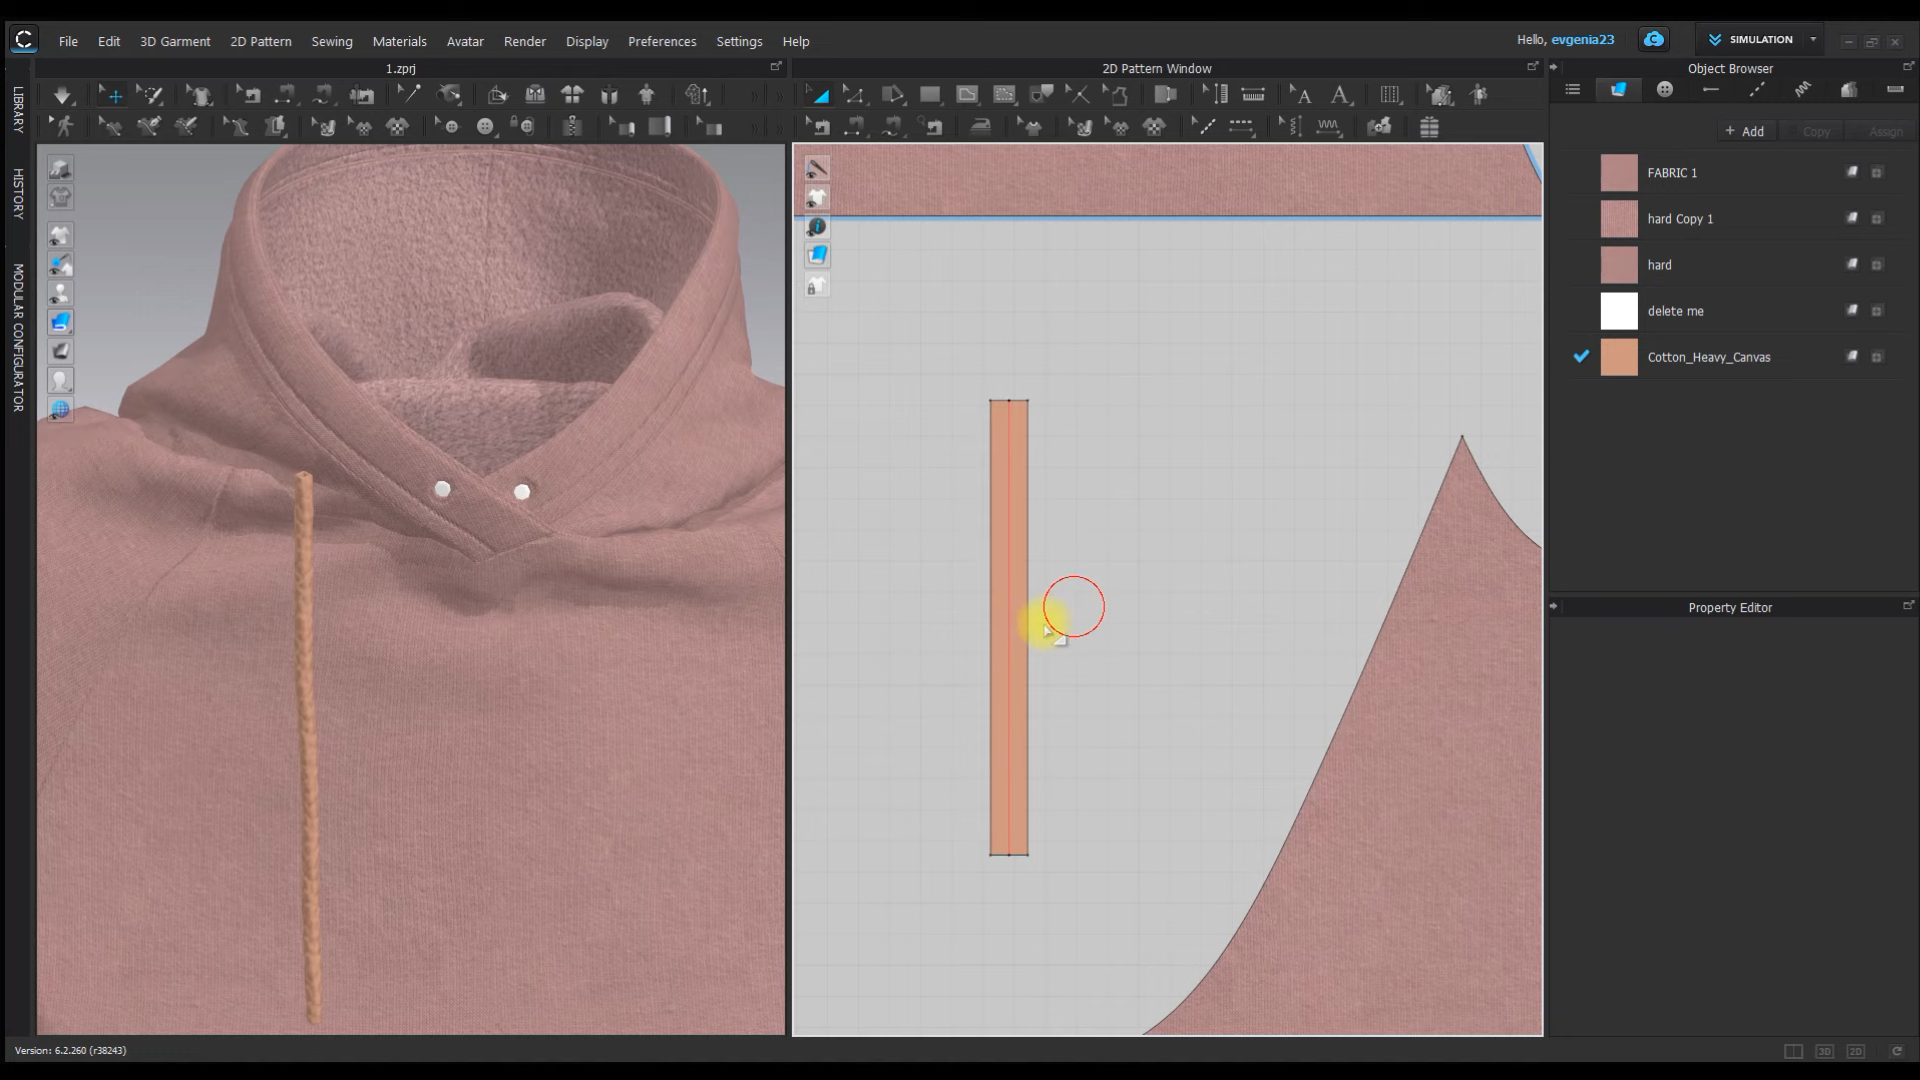 File Edit 3D Garment 2D Pattern Sewing Materials Avatar Render Display Preferences Settings Help
Hello, evgenia23
SIMULATION
1.zprj
2D Pattern Window
Object Browser
LIBRARY
HISTORY
MODULAR CONFIGURATOR
+ Add Copy Assign
FABRIC 1
hard Copy 1
hard
delete me
Cotton_Heavy_Canvas
Property Editor
Version: 6.2.260 (r38243)
3D 2D